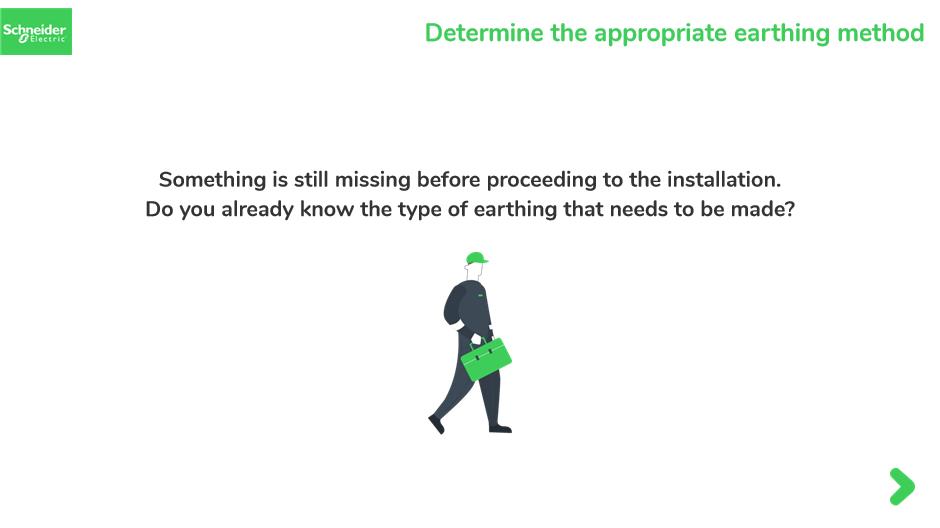 Schneider
Electric
Determine the appropriate earthing method
Something is still missing before proceeding to the installation.
Do you already know the type of earthing that needs to be made?